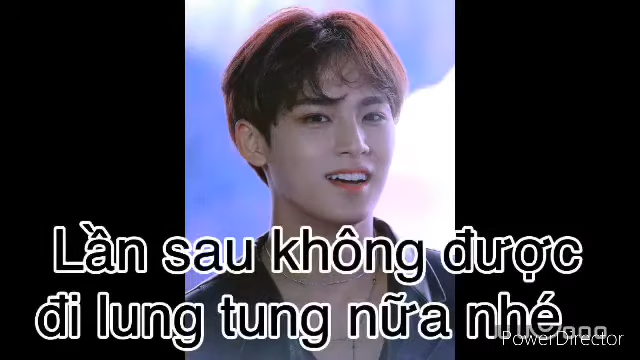 Lần sau không được
đi lung tung nữa nhé
PowerDirector